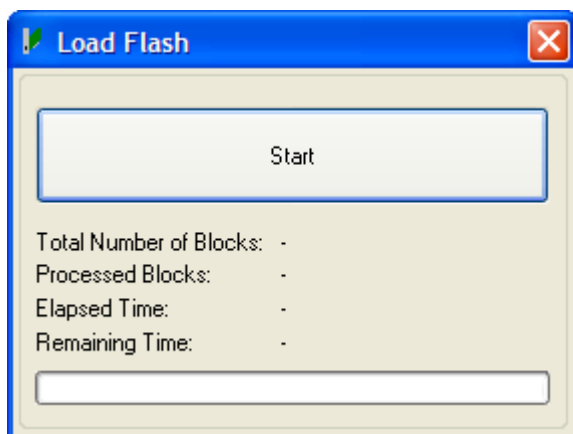 Load Flash
Start
Total Number of Blocks: -
Processed Blocks: -
Elapsed Time: -
Remaining Time: -